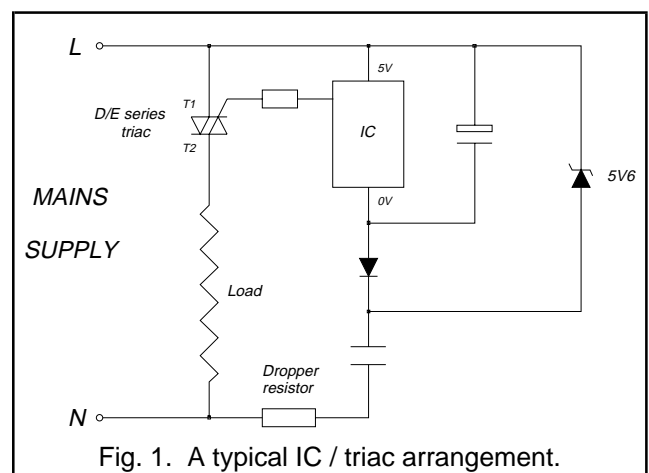 L
5V
D/E series
triac
T1
T2
IC
0V
5V6
MAINS
SUPPLY
Load
Dropper
resistor
N
Fig. 1. A typical IC / triac arrangement.